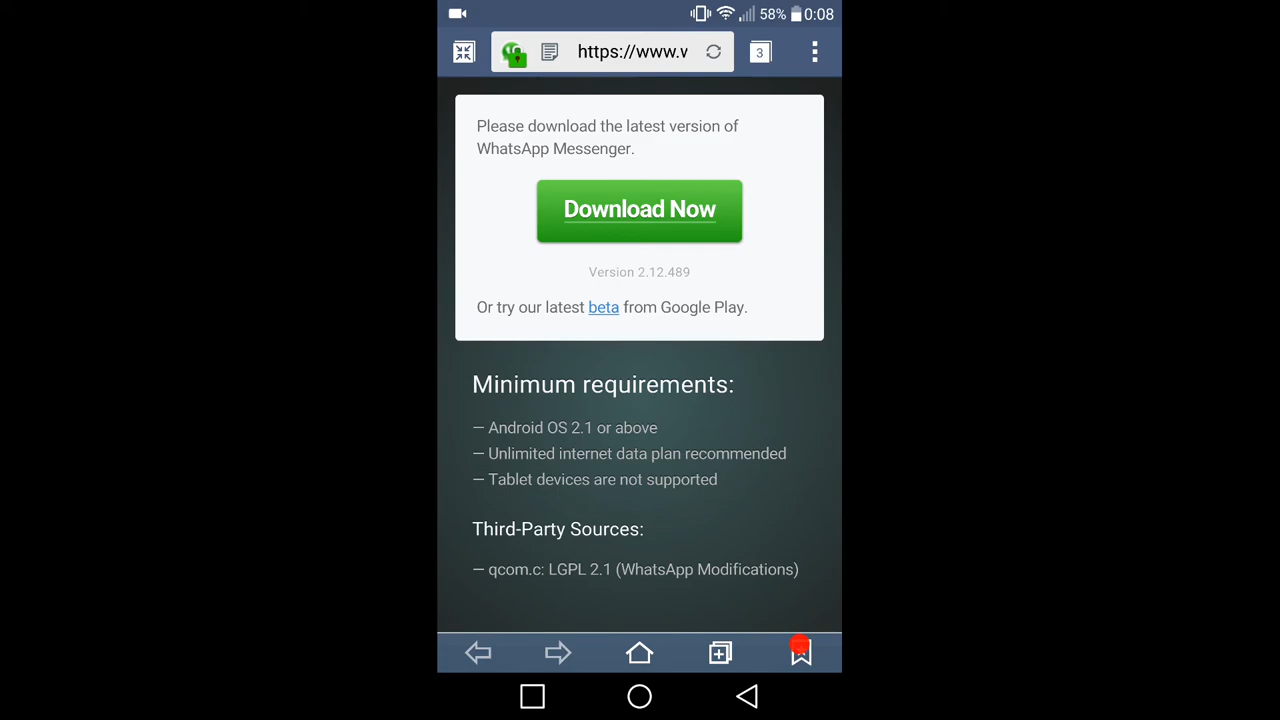 58% 0:08
https://www.v 3
Please download the latest version of
WhatsApp Messenger.
Download Now
Version 2.12.489
Or try our latest beta from Google Play.
Minimum requirements:
— Android OS 2.1 or above
— Unlimited internet data plan recommended
— Tablet devices are not supported
Third-Party Sources:
— qcom.c: LGPL 2.1 (WhatsApp Modifications)